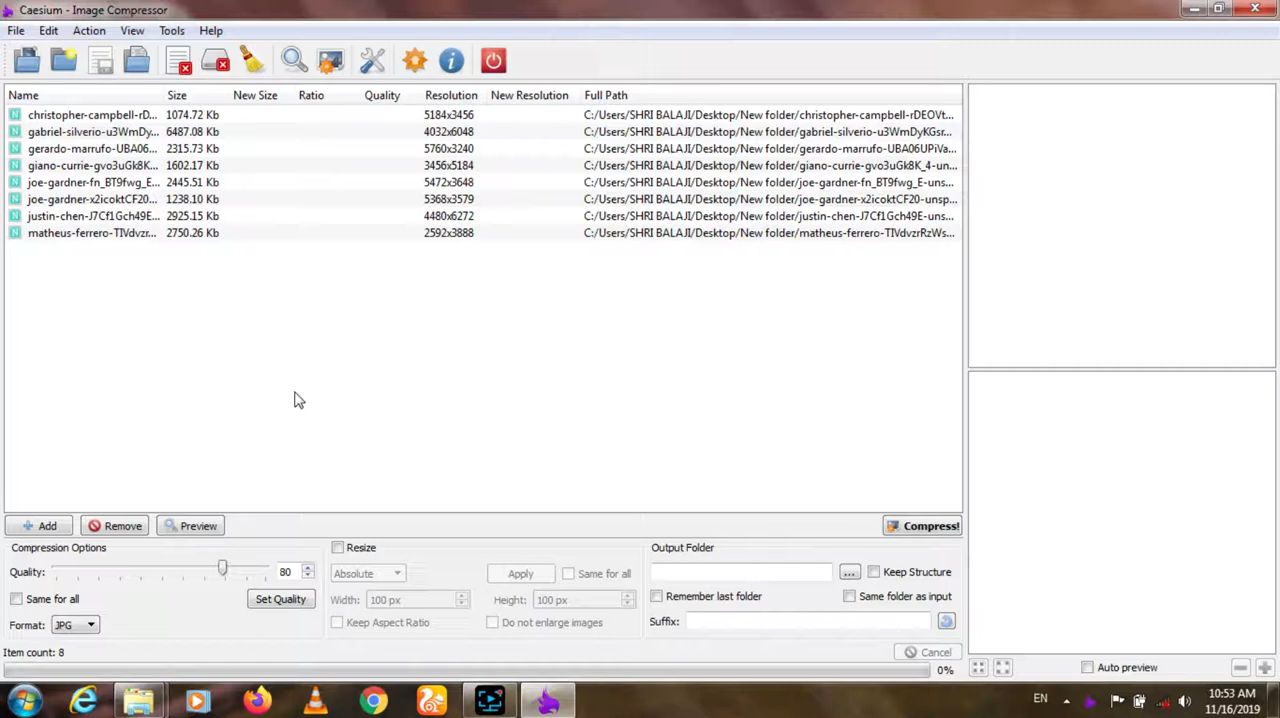 Caesium - Image Compressor
File Edit Action View Tools Help
Name Size New Size Ratio Quality Resolution New Resolution Full Path
N christopher-campbell-rD... 1074.72 Kb 5184x3456 C:/Users/SHRI BALAJI/Desktop/New folder/christopher-campbell-rDEOVt...
N gabriel-silverio-u3WmDy... 6487.08 Kb 4032x6048 C:/Users/SHRI BALAJI/Desktop/New folder/gabriel-silverio-u3WmDyKGsr...
N gerardo-marrufo-UBA06... 2315.73 Kb 5760x3240 C:/Users/SHRI BALAJI/Desktop/New folder/gerardo-marrufo-UBA06UPiVa...
N giano-currie-gvo3uGk8K... 1602.17 Kb 3456x5184 C:/Users/SHRI BALAJI/Desktop/New folder/giano-currie-gvo3uGk8K_4-un...
N joe-gardner-fn_BT9fwg_E... 2445.51 Kb 5472x3648 C:/Users/SHRI BALAJI/Desktop/New folder/joe-gardner-fn_BT9fwg_E-uns...
N joe-gardner-x2icoktCF20... 1238.10 Kb 5368x3579 C:/Users/SHRI BALAJI/Desktop/New folder/joe-gardner-x2icoktCF20-unsp...
N justin-chen-J7Cf1Gch49E... 2925.15 Kb 4480x6272 C:/Users/SHRI BALAJI/Desktop/New folder/justin-chen-J7Cf1Gch49E-uns...
N matheus-ferrero-TIVdvzr... 2750.26 Kb 2592x3888 C:/Users/SHRI BALAJI/Desktop/New folder/matheus-ferrero-TIVdvzrRzWs...
Add Remove Preview Compress!
Compression Options Resize Output Folder
Quality: 80 Absolute Apply Same for all ... Keep Structure
Same for all Set Quality Width: 100 px Height: 100 px Remember last folder Same folder as input
Format: JPG Keep Aspect Ratio Do not enlarge images Suffix:
Item count: 8 Cancel
0% Auto preview
EN 10:53 AM
11/16/2019